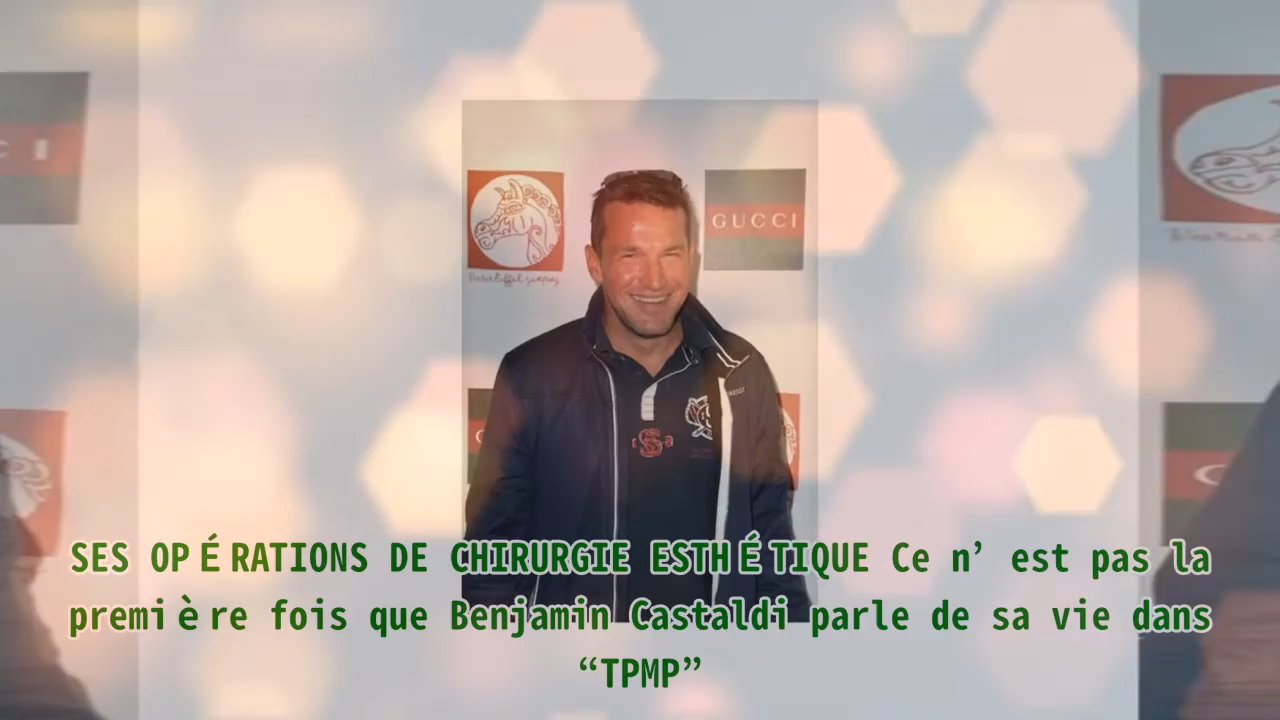 GUCCI
C I
SES OPÉRATIONS DE CHIRURGIE ESTHÉTIQUE Ce n’ est pas la
première fois que Benjamin Castaldi parle de sa vie dans
“TPMP”